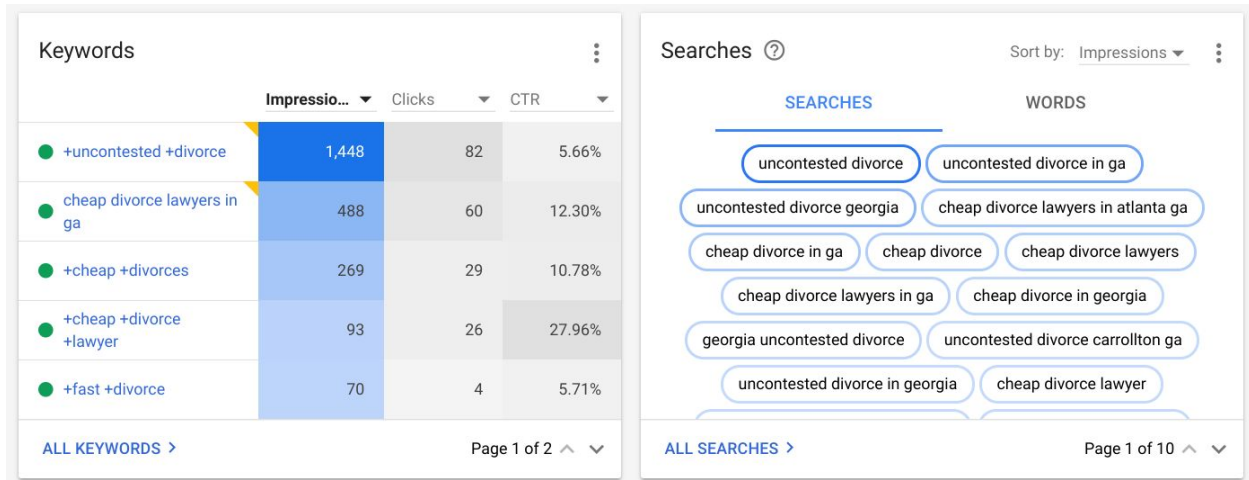 Keywords
Impressio... Clicks CTR
+uncontested +divorce 1,448 82 5.66%
cheap divorce lawyers in
ga 488 60 12.30%
+cheap +divorces 269 29 10.78%
+cheap +divorce
+lawyer 93 26 27.96%
+fast +divorce 70 4 5.71%
ALL KEYWORDS > Page 1 of 2
Searches ? Sort by: Impressions
SEARCHES WORDS
uncontested divorce uncontested divorce in ga
uncontested divorce georgia cheap divorce lawyers in atlanta ga
cheap divorce in ga cheap divorce cheap divorce lawyers
cheap divorce lawyers in ga cheap divorce in georgia
georgia uncontested divorce uncontested divorce carrollton ga
uncontested divorce in georgia cheap divorce lawyer
ALL SEARCHES > Page 1 of 10